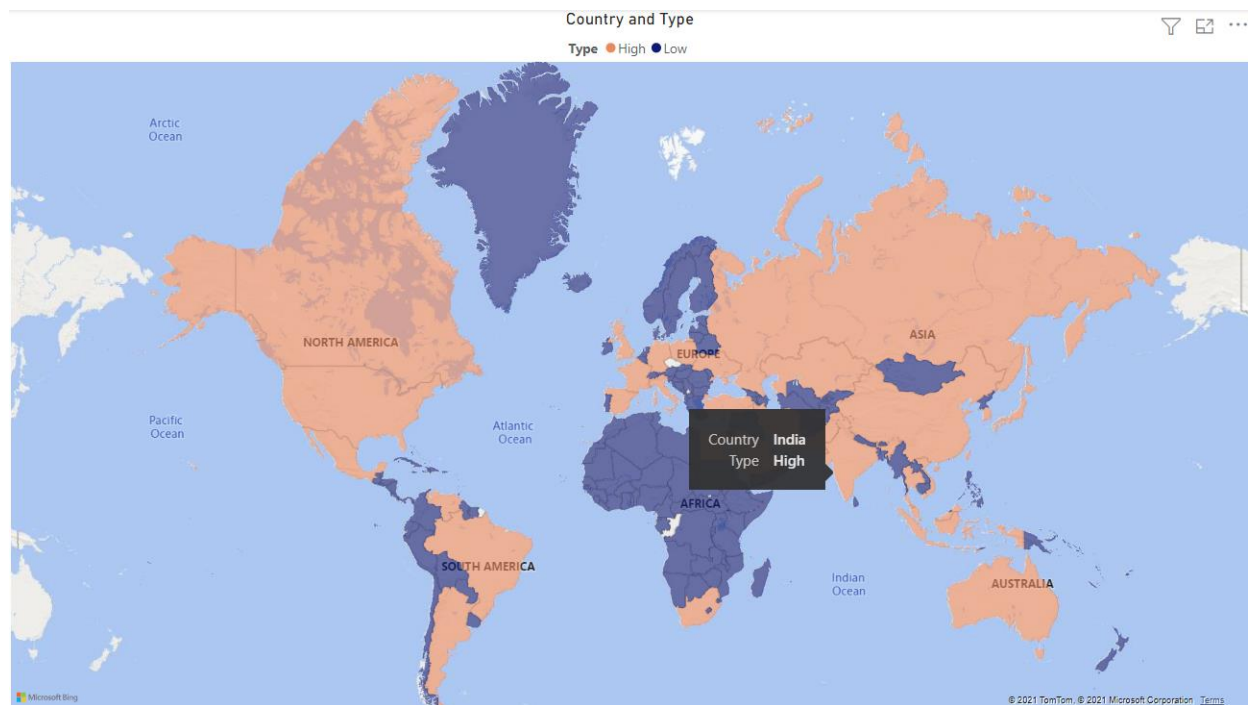 Country and Type
Type High Low
Arctic
Ocean
NORTH AMERICA
EUROPE
ASIA
Pacific
Ocean
Atlantic
Ocean
Country India
Type High
AFRICA
SOUTH AMERICA
Indian
Ocean
AUSTRALIA
Microsoft Bing
© 2021 TomTom, © 2021 Microsoft Corporation Terms